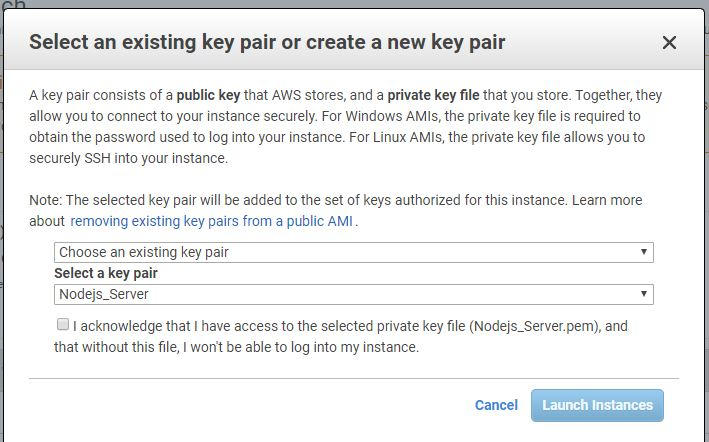 ch
Select an existing key pair or create a new key pair
A key pair consists of a public key that AWS stores, and a private key file that you store. Together, they
allow you to connect to your instance securely. For Windows AMIs, the private key file is required to
obtain the password used to log into your instance. For Linux AMIs, the private key file allows you to
securely SSH into your instance.
Note: The selected key pair will be added to the set of keys authorized for this instance. Learn more
about removing existing key pairs from a public AMI.
Choose an existing key pair
Select a key pair
Nodejs_Server
I acknowledge that I have access to the selected private key file (Nodejs_Server.pem), and
that without this file, I won't be able to log into my instance.
Cancel Launch Instances